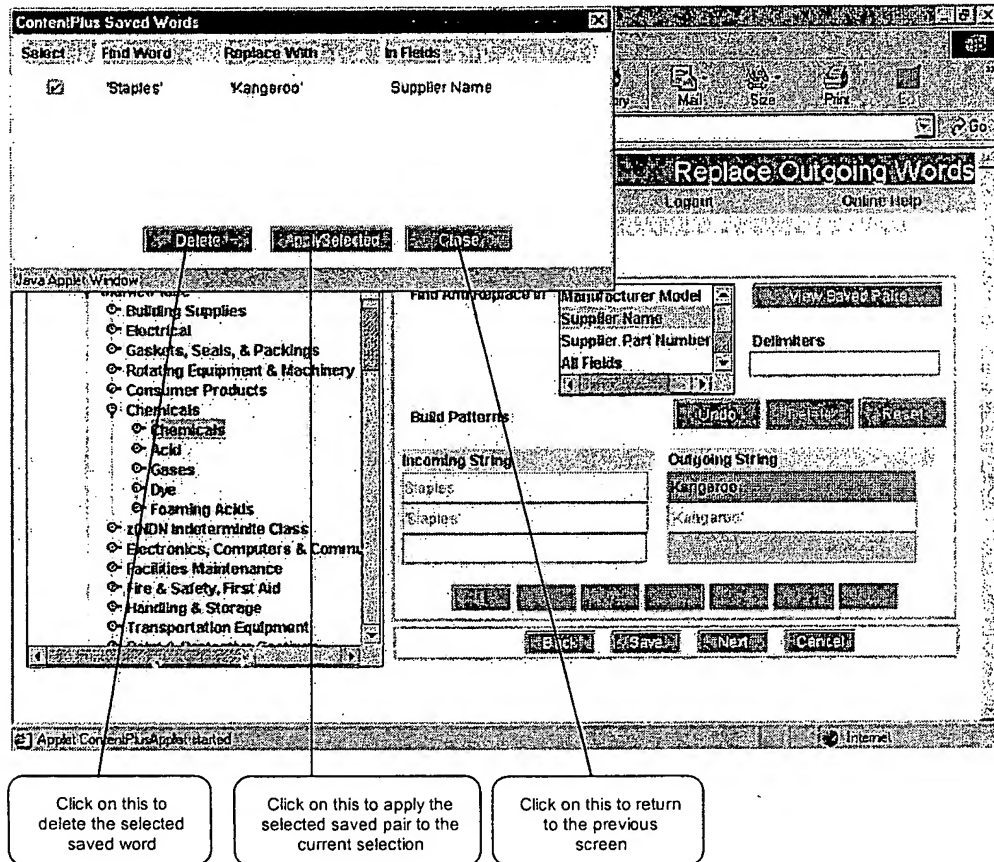 ContentPlus Saved Words
Select Find Word Replace With In Fields
'Staples' 'Kangaroo' Supplier Name
Delete ApplySelected Close
Java Applet Window
Mail Size Print
Go
Replace Outgoing Words
Logout Online Help
Building Supplies
Electrical
Gaskets, Seals, & Packings
Rotating Equipment & Machinery
Consumer Products
Chemicals
Chemicals
Acid
Gases
Dye
Foaming Acids
Electronics, Computers & Commu
Facilities Maintenance
Fire & Safety, First Aid
Handling & Storage
Transportation Equipment
Find And Replace In
Manufacturer Model
Supplier Name
Supplier Part Number
All Fields
View Saved Pairs
Delimiters
Build Patterns
Undo Reset
Incoming String Outgoing String
Staples Kangaroo
'Staples' 'Kangaroo'
Back Save Next Cancel
Applet ContentPlusApplet started Internet
Click on this to
delete the selected
saved word
Click on this to apply the
selected saved pair to the
current selection
Click on this to return
to the previous
screen